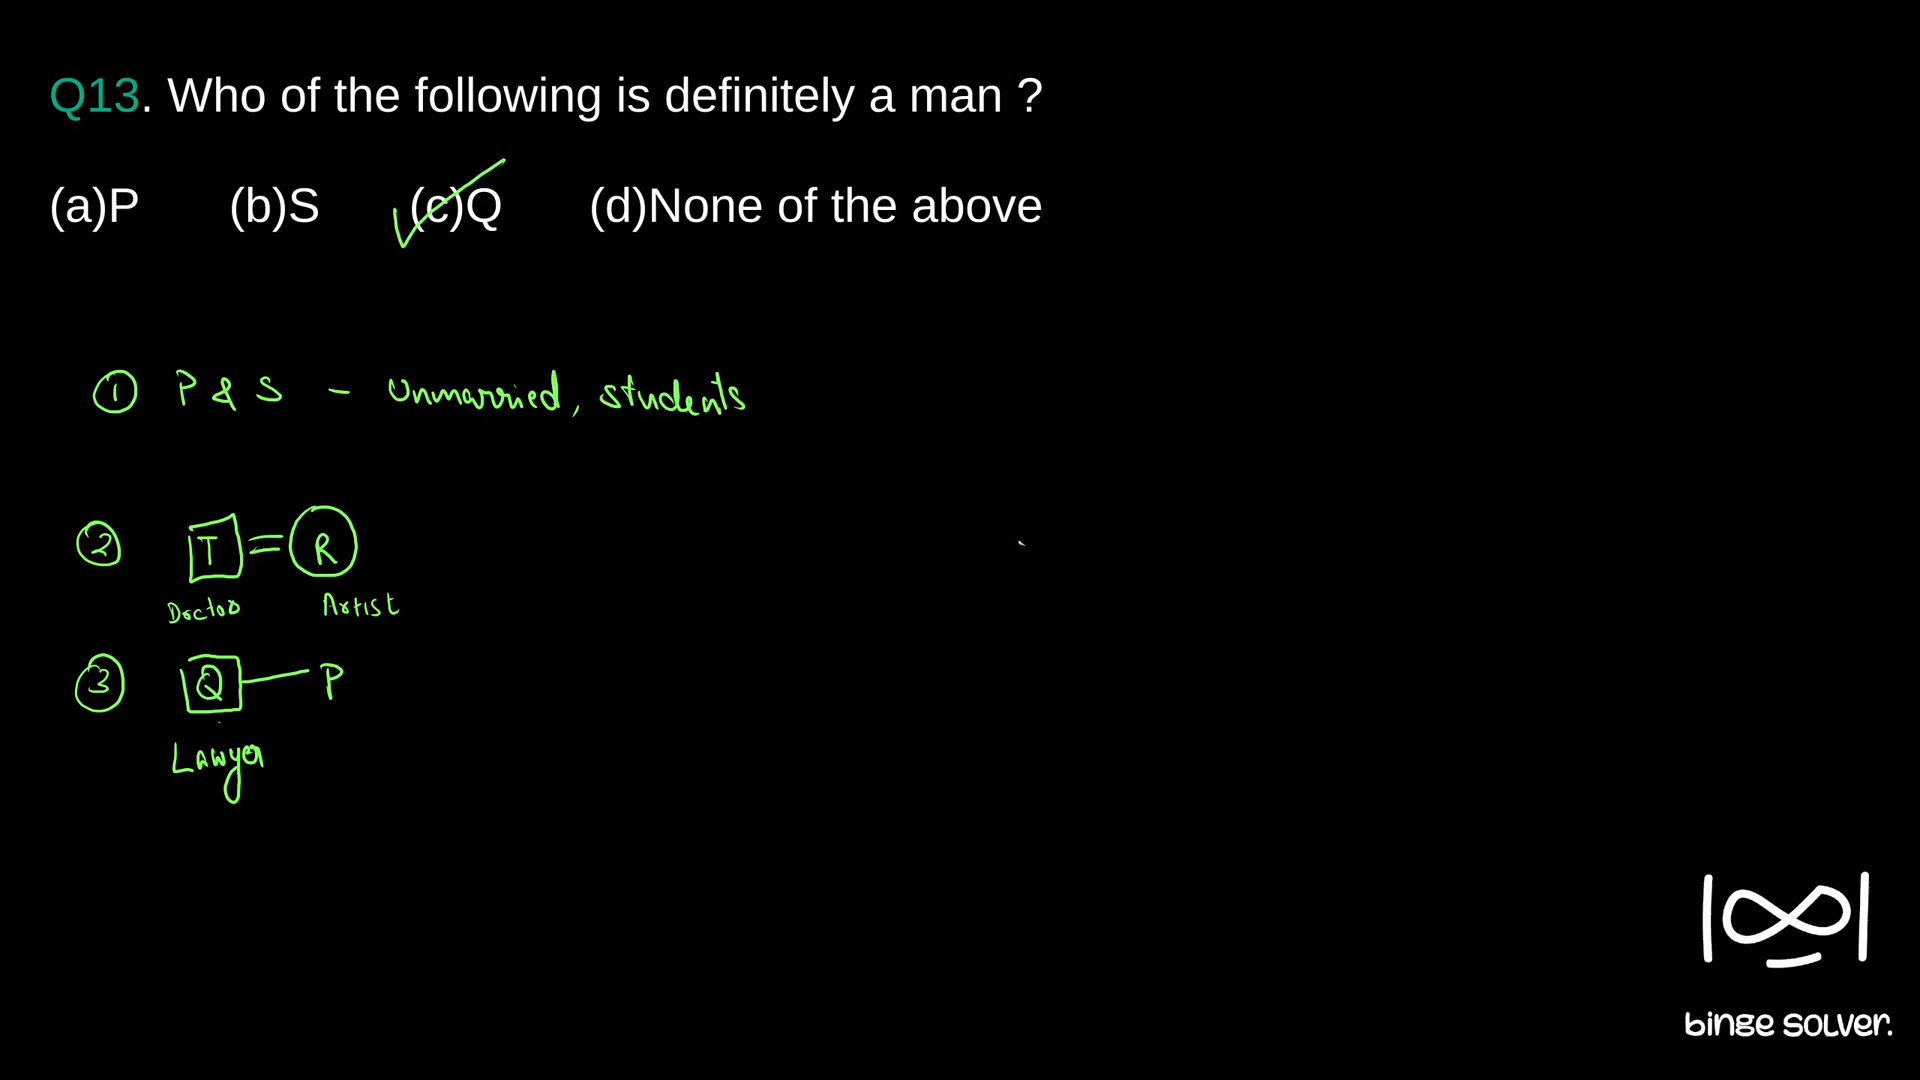 Q13. Who of the following is definitely a man ?
(a)P (b)S (c)Q (d)None of the above
① P & S - Unmarried, students
② T = R
Doctor Artist
③ Q — P
Lawyer
binge solver.